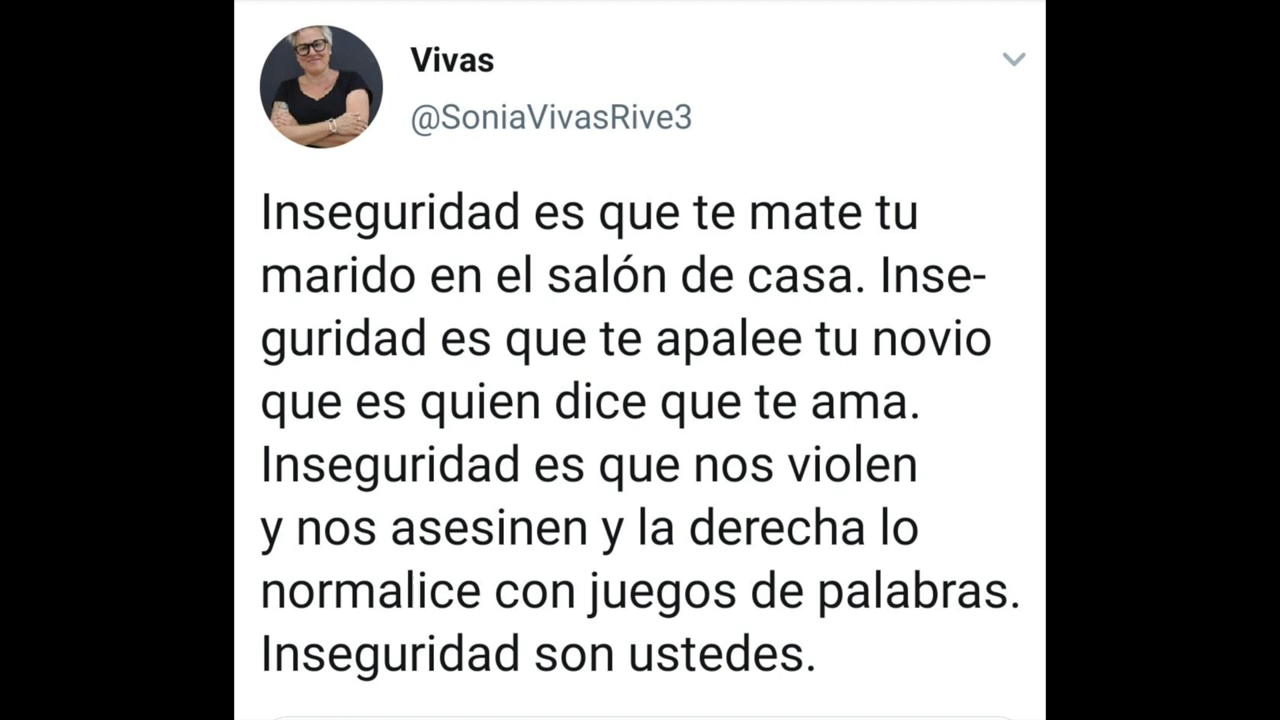 Vivas
@SoniaVivasRive3
Inseguridad es que te mate tu
marido en el salón de casa. Inse-
guridad es que te apalee tu novio
que es quien dice que te ama.
Inseguridad es que nos violen
y nos asesinen y la derecha lo
normalice con juegos de palabras.
Inseguridad son ustedes.